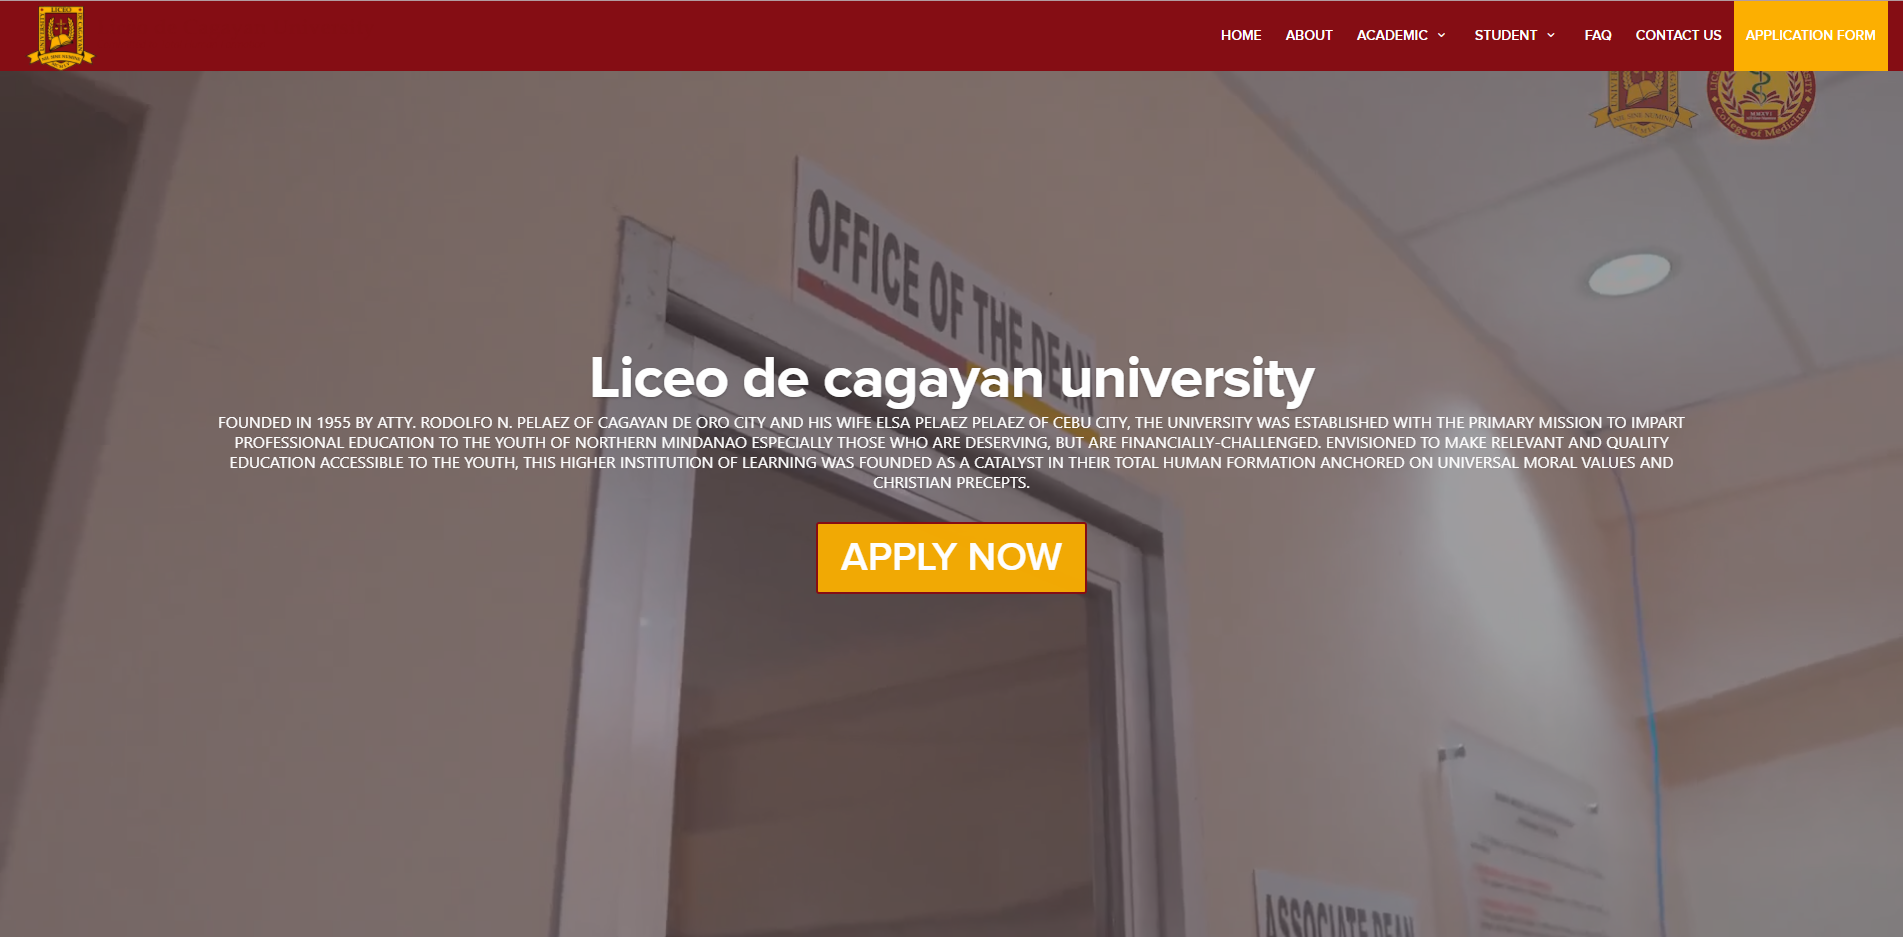 LICEO
HOME
ABOUT
ACADEMIC
STUDENT
FAQ
CONTACT US
APPLICATION FORM
NIL SINE NUMINE
College of Medicine
OFFICE OF THE DEAN
Liceo de cagayan university
FOUNDED IN 1955 BY ATTY. RODOLFO N. PELAEZ OF CAGAYAN DE ORO CITY AND HIS WIFE ELSA PELAEZ PELAEZ OF CEBU CITY, THE UNIVERSITY WAS ESTABLISHED WITH THE PRIMARY MISSION TO IMPART
PROFESSIONAL EDUCATION TO THE YOUTH OF NORTHERN MINDANAO ESPECIALLY THOSE WHO ARE DESERVING, BUT ARE FINANCIALLY-CHALLENGED. ENVISIONED TO MAKE RELEVANT AND QUALITY
EDUCATION ACCESSIBLE TO THE YOUTH, THIS HIGHER INSTITUTION OF LEARNING WAS FOUNDED AS A CATALYST IN THEIR TOTAL HUMAN FORMATION ANCHORED ON UNIVERSAL MORAL VALUES AND
CHRISTIAN PRECEPTS.
APPLY NOW
ASSOCIATE DEAN